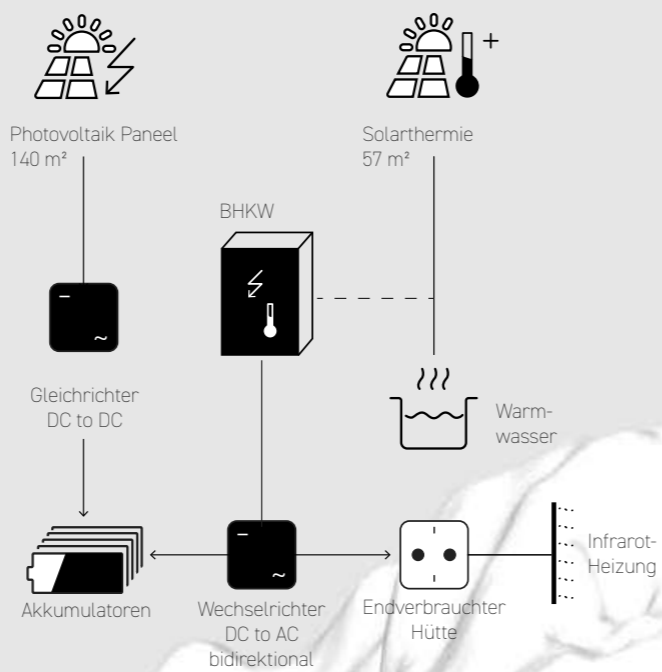 Photovoltaik Paneel
140 m²
Solarthermie
57 m²
BHKW
Gleichrichter
DC to DC
Warm-
wasser
Akkumulatoren
Wechselrichter
DC to AC
bidirektional
Endverbrauchter
Hütte
Infrarot-
Heizung